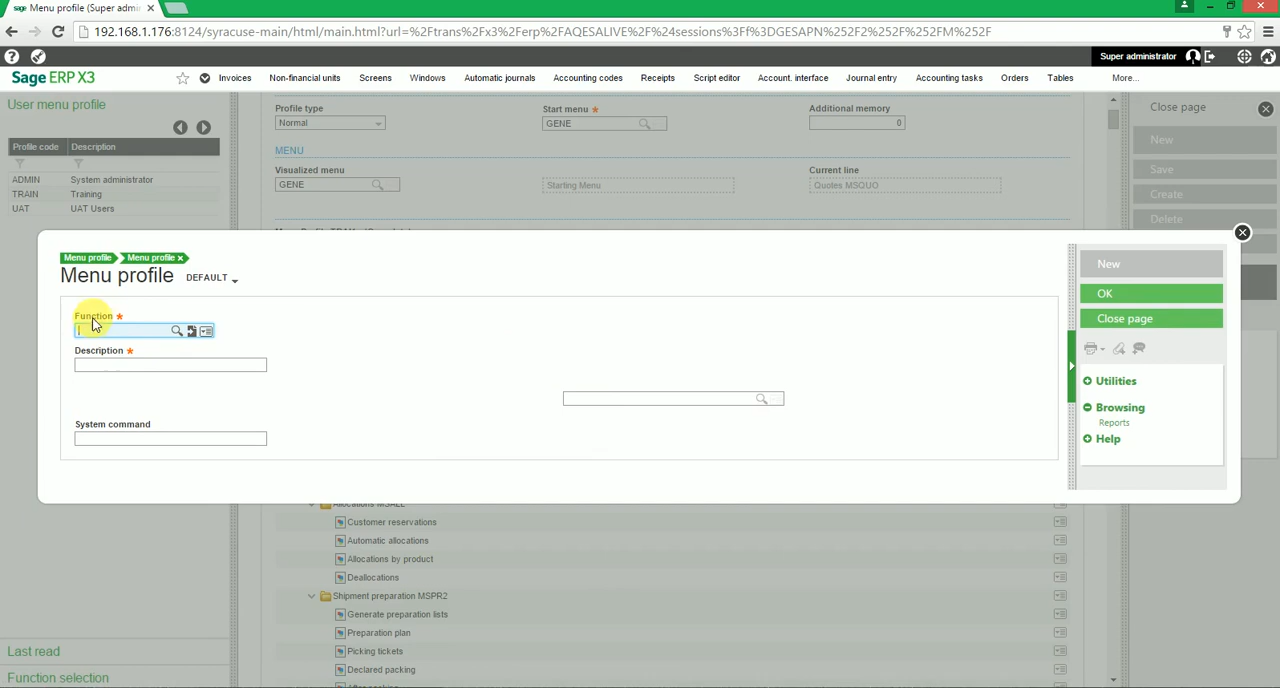 sage Menu profile (Super admin ×
192.168.1.176:8124/syracuse-main/html/main.html?url=%2Ftrans%2Fx3%2Ferp%2FAQESALIVE%2F%24sessions%3Ff%3DGESAPN%252F2%252F%252FM%252F
Super administrator
Sage ERP X3
Invoices Non-financial units Screens Windows Automatic journals Accounting codes Receipts Script editor Account. interface Journal entry Accounting tasks Orders Tables More...
User menu profile
Profile code Description
ADMIN System administrator
TRAIN Training
UAT UAT Users
Profile type
Normal
Start menu *
GENE
Additional memory
0
MENU
Visualized menu
GENE
Starting Menu
Current line
Quotes MSQUO
Close page
New
Save
Create
Delete
Menu profile Menu profile ×
Menu profile DEFAULT
Function *
Description *
System command
New
OK
Close page
Utilities
Browsing
Reports
Help
Allocations MSALL
Customer reservations
Automatic allocations
Allocations by product
Deallocations
Shipment preparation MSPR2
Generate preparation lists
Preparation plan
Picking tickets
Declared packing
Last read
Function selection